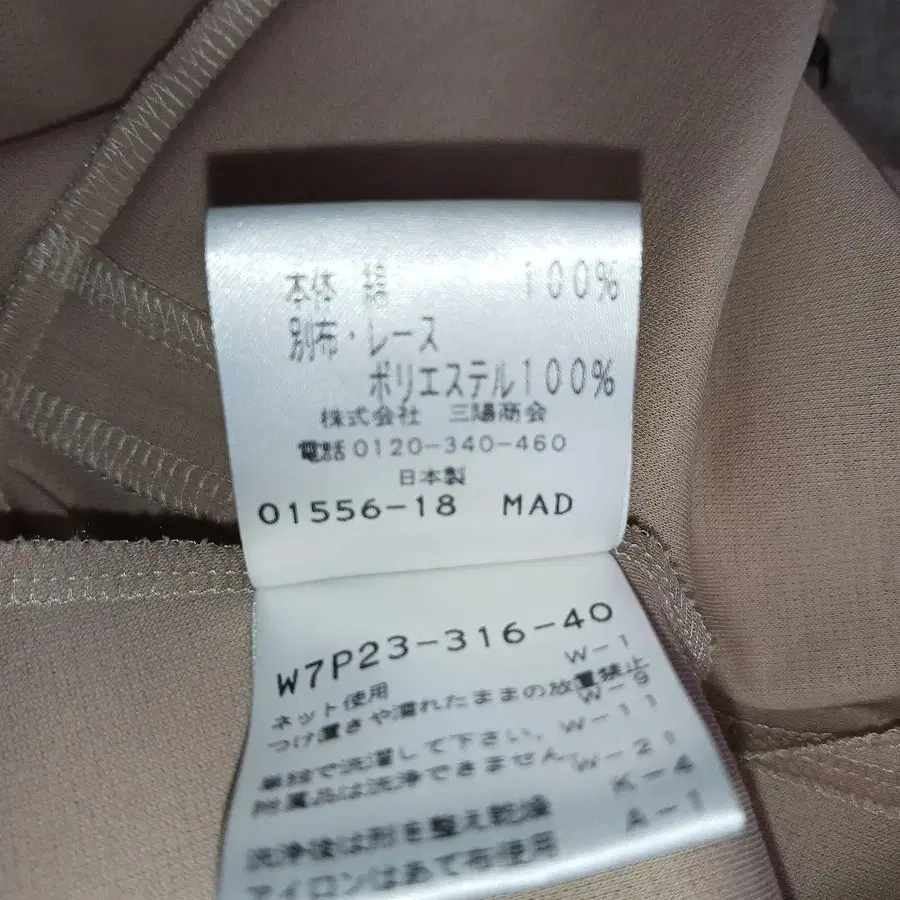 本体 綿 100%
別布・レース
ポリエステル100%
株式会社 三陽商会
電話0120-340-460
日本製
01556-18 MAD
W7P23-316-40
ネット使用 W-1
つけ置きや濡れたままの放置禁止 W-9
単独で洗濯して下さい。 W-11
附属品は洗浄できません。 W-21
洗浄後は形を整え乾燥 K-4
アイロンはあて布使用 A-1